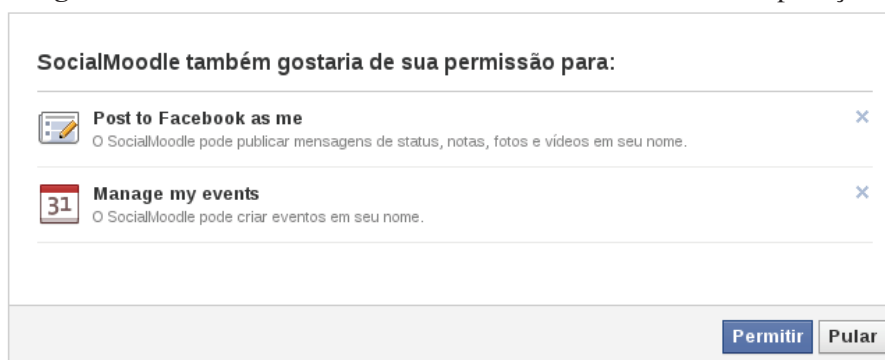 SocialMoodle também gostaria de sua permissão para:
Post to Facebook as me
O SocialMoodle pode publicar mensagens de status, notas, fotos e vídeos em seu nome.
31
Manage my events
O SocialMoodle pode criar eventos em seu nome.
Permitir
Pular